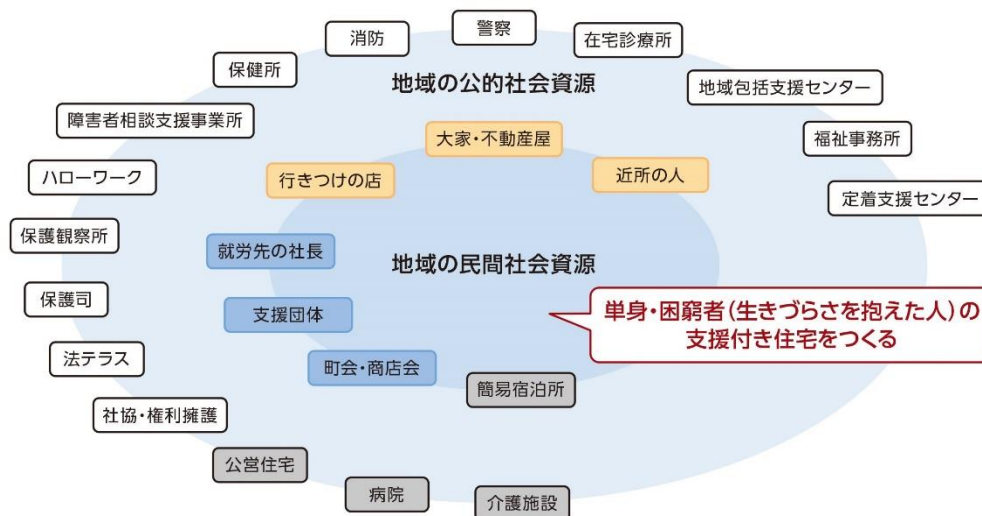 警察
消防
在宅診療所
保健所
地域の公的社会資源
地域包括支援センター
障害者相談支援事業所
大家・不動産屋
福祉事務所
ハローワーク
行きつけの店
近所の人
定着支援センター
保護観察所
就労先の社長
地域の民間社会資源
保護司
支援団体
単身・困窮者(生きづらさを抱えた人)の
支援付き住宅をつくる
法テラス
町会・商店会
簡易宿泊所
社協・権利擁護
公営住宅
病院
介護施設